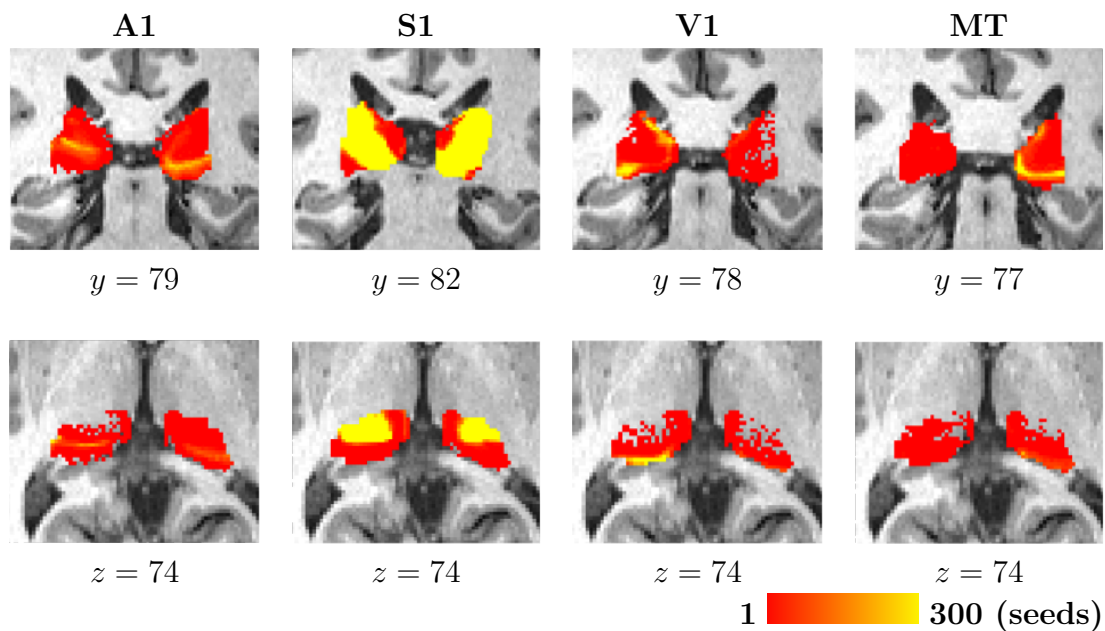 A1 S1 V1 MT
y = 79 y = 82 y = 78 y = 77
z = 74 z = 74 z = 74 z = 74
1 300 (seeds)